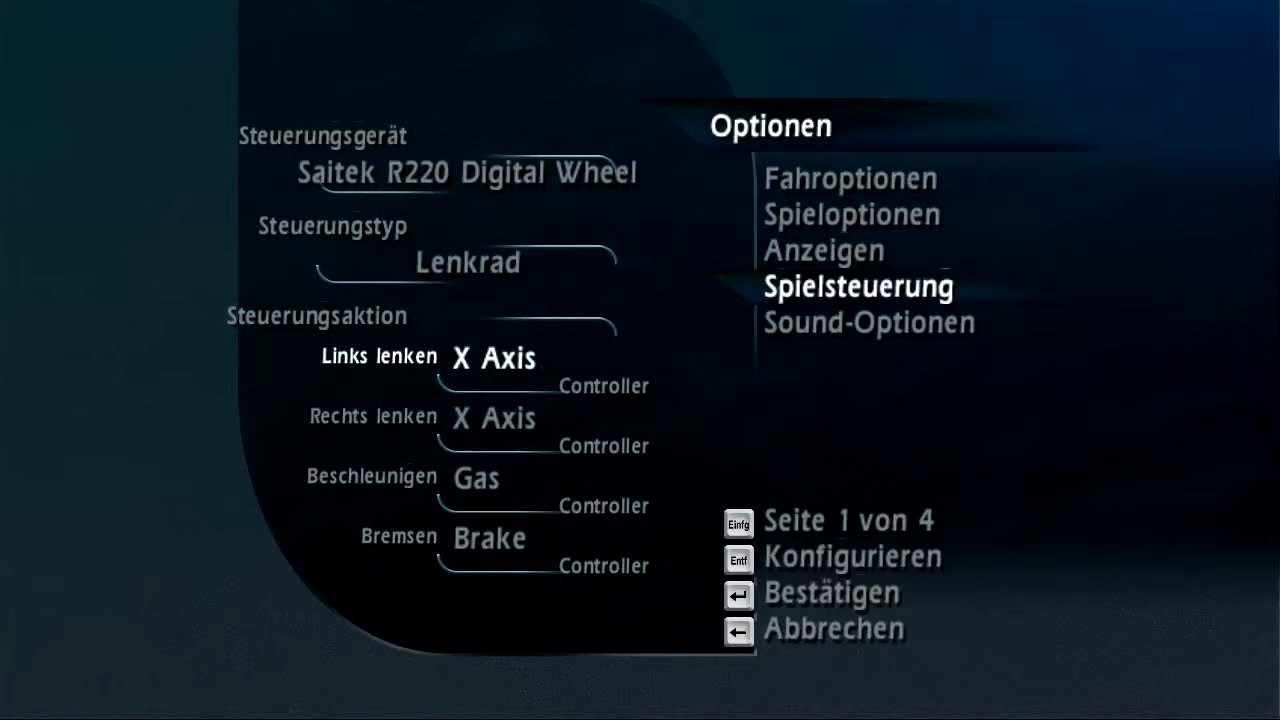 Steuerungsgerät
Saitek R220 Digital Wheel
Steuerungstyp
Lenkrad
Steuerungsaktion
Links lenken X Axis
Controller
Rechts lenken X Axis
Controller
Beschleunigen Gas
Controller
Bremsen Brake
Controller
Optionen
Fahroptionen
Spieloptionen
Anzeigen
Spielsteuerung
Sound-Optionen
Einfg Seite 1 von 4
Entf Konfigurieren
Bestätigen
Abbrechen